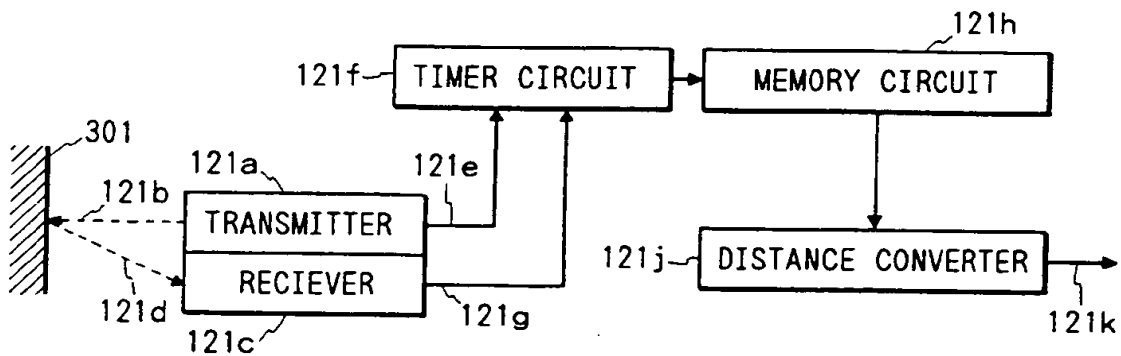 121h
121f
TIMER CIRCUIT
MEMORY CIRCUIT
301
121a
121e
121b
TRANSMITTER
121j
DISTANCE CONVERTER
RECIEVER
121d
121c
121g
121k